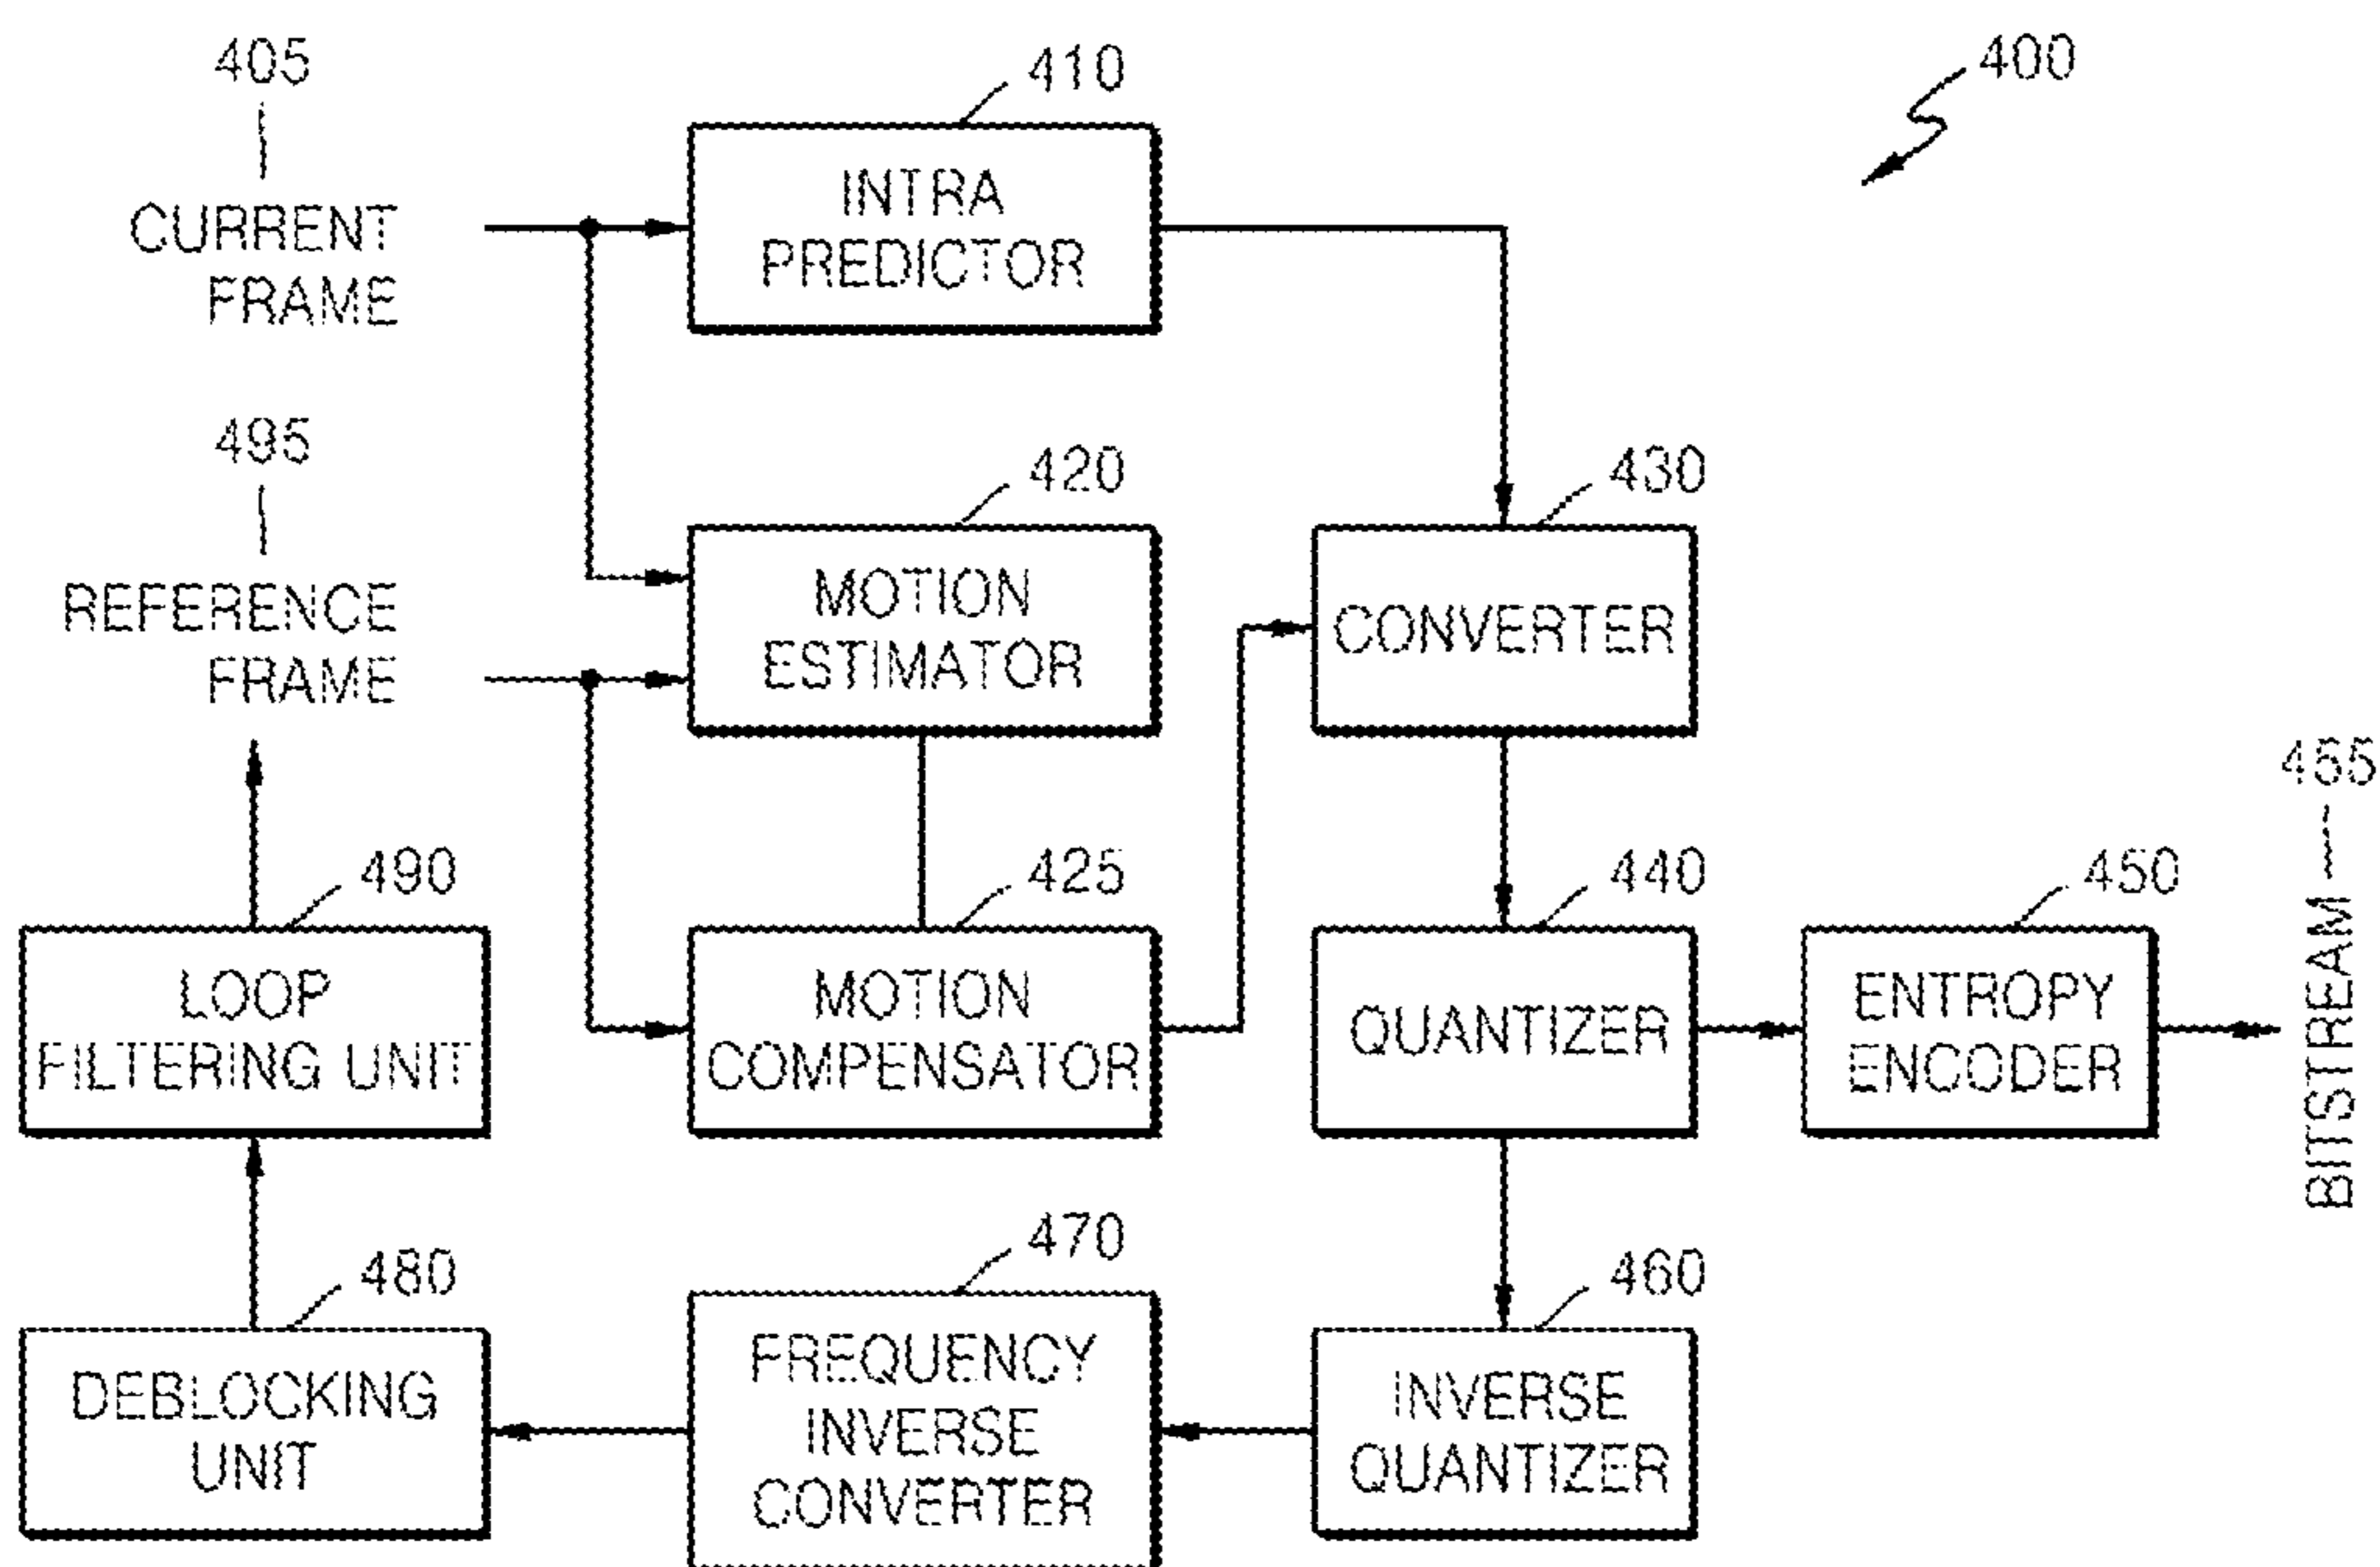 405
410
400
CURRENT
FRAME
INTRA
PREDICTOR
495
420
430
REFERENCE
FRAME
MOTION
ESTIMATOR
CONVERTER
455
490
425
440
450
LOOP
FILTERING UNIT
MOTION
COMPENSATOR
QUANTIZER
ENTROPY
ENCODER
BITSTREAM
480
470
460
DEBLOCKING
UNIT
FREQUENCY
INVERSE
CONVERTER
INVERSE
QUANTIZER